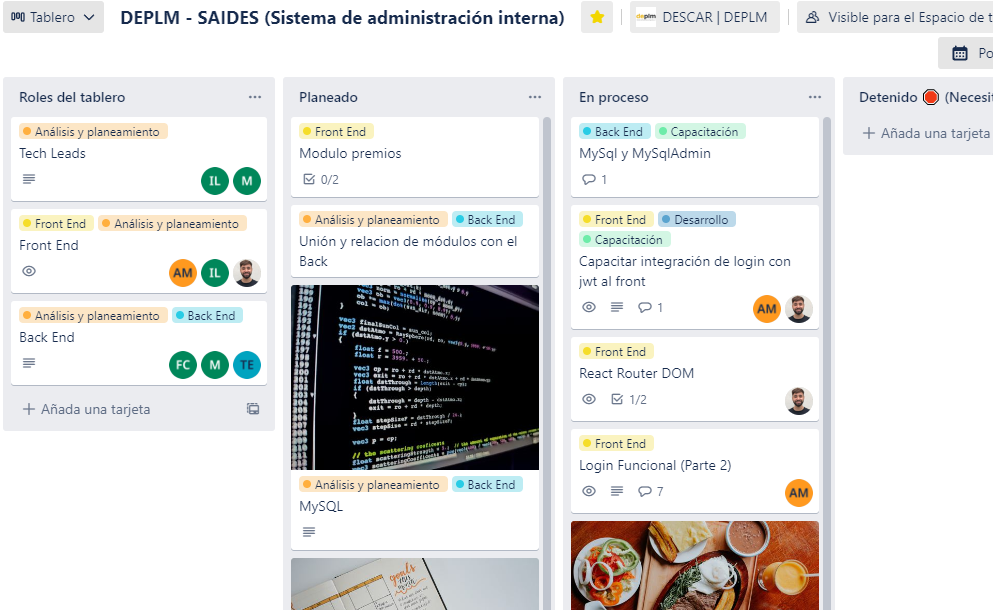 Tablero
DEPLM - SAIDES (Sistema de administración interna)
deplm
DESCAR | DEPLM
Visible para el Espacio de t
Po
Roles del tablero
Análisis y planeamiento
Tech Leads
IL M
Front End Análisis y planeamiento
Front End
AM IL
Análisis y planeamiento Back End
Back End
FC M TE
Añada una tarjeta
Planeado
Front End
Modulo premios
0/2
Análisis y planeamiento Back End
Unión y relacion de módulos con el
Back
Análisis y planeamiento Back End
MySQL
goals
En proceso
Back End Capacitación
MySql y MySqlAdmin
1
Front End Desarrollo
Capacitación
Capacitar integración de login con
jwt al front
1
AM
Front End
React Router DOM
1/2
Front End
Login Funcional (Parte 2)
7
AM
Detenido (Necesit
Añada una tarjeta